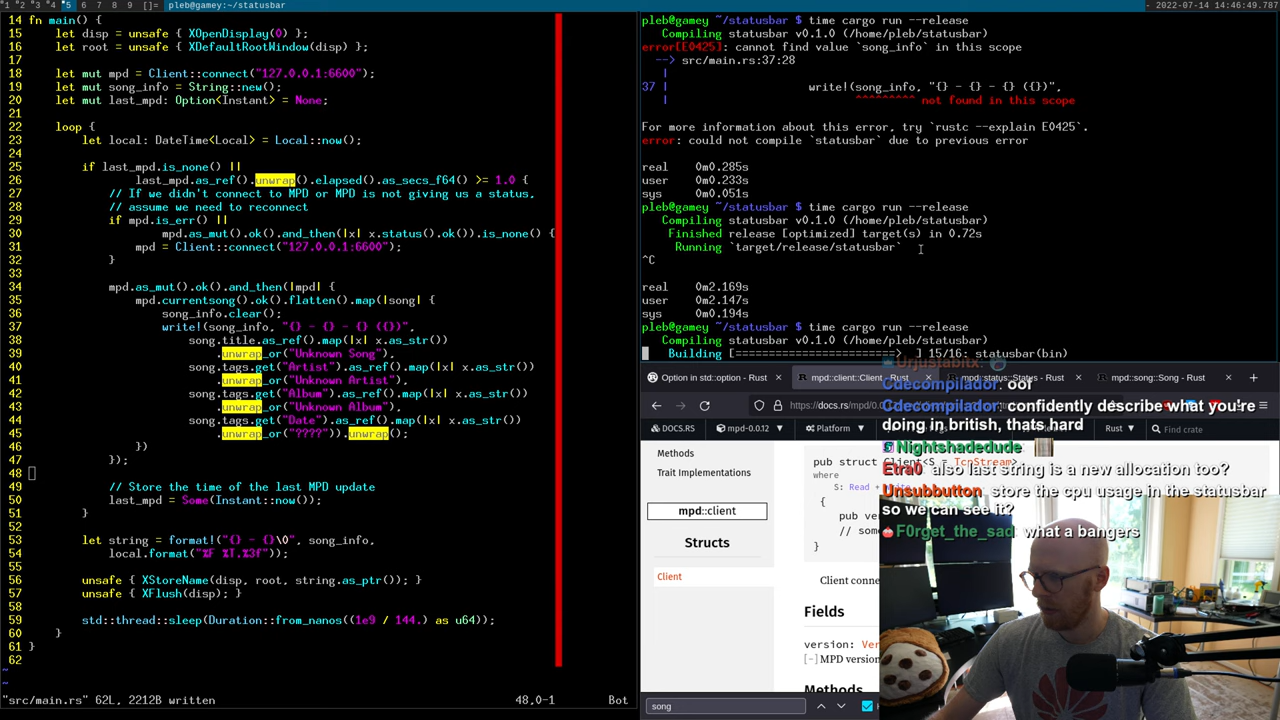 1 2 3 4 5 6 7 8 9 []= pleb@gamey:~/statusbar
- 2022-07-14 14:46:49.787
14 fn main() {
15 let disp = unsafe { XOpenDisplay(0) };
16 let root = unsafe { XDefaultRootWindow(disp) };
17
18 let mut mpd = Client::connect("127.0.0.1:6600");
19 let mut song_info = String::new();
20 let mut last_mpd: Option<Instant> = None;
21
22 loop {
23 let local: DateTime<Local> = Local::now();
24
25 if last_mpd.is_none() ||
26 last_mpd.as_ref().unwrap().elapsed().as_secs_f64() >= 1.0 {
27 // If we didn't connect to MPD or MPD is not giving us a status,
28 // assume we need to reconnect
29 if mpd.is_err() ||
30 mpd.as_mut().ok().and_then(|x| x.status().ok()).is_none() {
31 mpd = Client::connect("127.0.0.1:6600");
32 }
33
34 mpd.as_mut().ok().and_then(|mpd| {
35 mpd.currentsong().ok().flatten().map(|song| {
36 song_info.clear();
37 write!(song_info, "{} - {} - {} ({})",
38 song.title.as_ref().map(|x| x.as_str())
39 .unwrap_or("Unknown Song"),
40 song.tags.get("Artist").as_ref().map(|x| x.as_str())
41 .unwrap_or("Unknown Artist"),
42 song.tags.get("Album").as_ref().map(|x| x.as_str())
43 .unwrap_or("Unknown Album"),
44 song.tags.get("Date").as_ref().map(|x| x.as_str())
45 .unwrap_or("????")).unwrap();
46 })
47 });
48
49 // Store the time of the last MPD update
50 last_mpd = Some(Instant::now());
51 }
52
53 let string = format!("{} - {}\0", song_info,
54 local.format("%F %T.%3f"));
55
56 unsafe { XStoreName(disp, root, string.as_ptr()); }
57 unsafe { XFlush(disp); }
58
59 std::thread::sleep(Duration::from_nanos((1e9 / 144.) as u64));
60 }
61 }
62
~
~
"src/main.rs" 62L, 2212B written 48,0-1 Bot
pleb@gamey ~/statusbar $ time cargo run --release
Compiling statusbar v0.1.0 (/home/pleb/statusbar)
error[E0425]: cannot find value `song_info` in this scope
--> src/main.rs:37:28
|
37 | write!(song_info, "{} - {} - {} ({})",
| ^^^^^^^^^ not found in this scope
For more information about this error, try `rustc --explain E0425`.
error: could not compile `statusbar` due to previous error
real 0m0.285s
user 0m0.233s
sys 0m0.051s
pleb@gamey ~/statusbar $ time cargo run --release
Compiling statusbar v0.1.0 (/home/pleb/statusbar)
Finished release [optimized] target(s) in 0.72s
Running `target/release/statusbar`
^C
real 0m2.169s
user 0m2.147s
sys 0m0.194s
pleb@gamey ~/statusbar $ time cargo run --release
Compiling statusbar v0.1.0 (/home/pleb/statusbar)
Building [=======================> ] 15/16: statusbar(bin)
Urjustabitx:
Cdecompilador: oof
Cdecompilador: confidently describe what you're
doing in british, thats hard
Nightshadedude:
Etra0: also last string is a new allocation too?
Unsubbutton: store the cpu usage in the statusbar
so we can see it?
F0rget_the_sad: what a bangers
Option in std::option - Rust
mpd::client::Client - Rust
mpd::status::Status - Rust
mpd::song::Song - Rust
https://docs.rs/mpd/0.0
DOCS.RS mpd-0.0.12 Platform Rust Find crate
Methods
Trait Implementations
mpd::client
Structs
Client
pub struct Client<S = TcpStream>
where
S: Read +
{
pub ver
// som
}
Client conne
Fields
version: Ver
[-] MPD version
Methods
song